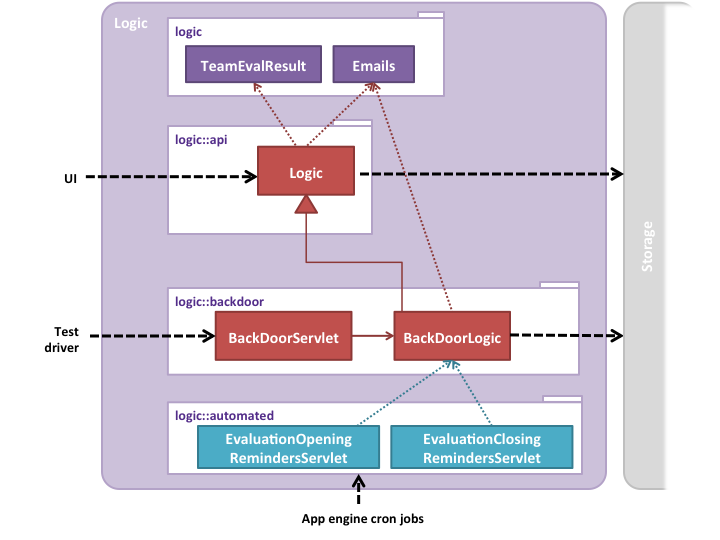 Logic
logic
TeamEvalResult
Emails
logic::api
Logic
UI
Storage
logic::backdoor
Test
driver
BackDoorServlet
BackDoorLogic
logic::automated
EvaluationOpening
RemindersServlet
EvaluationClosing
RemindersServlet
App engine cron jobs